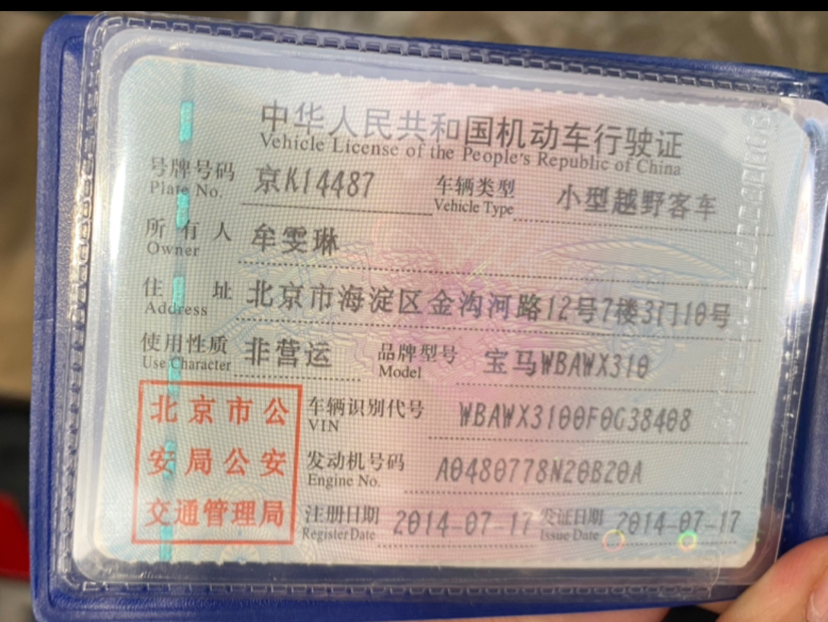 中华人民共和国机动车行驶证
Vehicle License of the People's Republic of China
号牌号码 京K14487 车辆类型 小型越野客车
Plate No. Vehicle Type
所有人 牟雯琳
Owner
住址 北京市海淀区金沟河路12号7楼3门10号
Address
使用性质 非营运 品牌型号 宝马WBAWX310
Use Character Model
北京市公 车辆识别代号 WBAWX3100F0G38408
VIN
安局公安 发动机号码 A0480778N20B20A
Engine No.
交通管理局 注册日期 2014-07-17 发证日期 2014-07-17
Register Date Issue Date